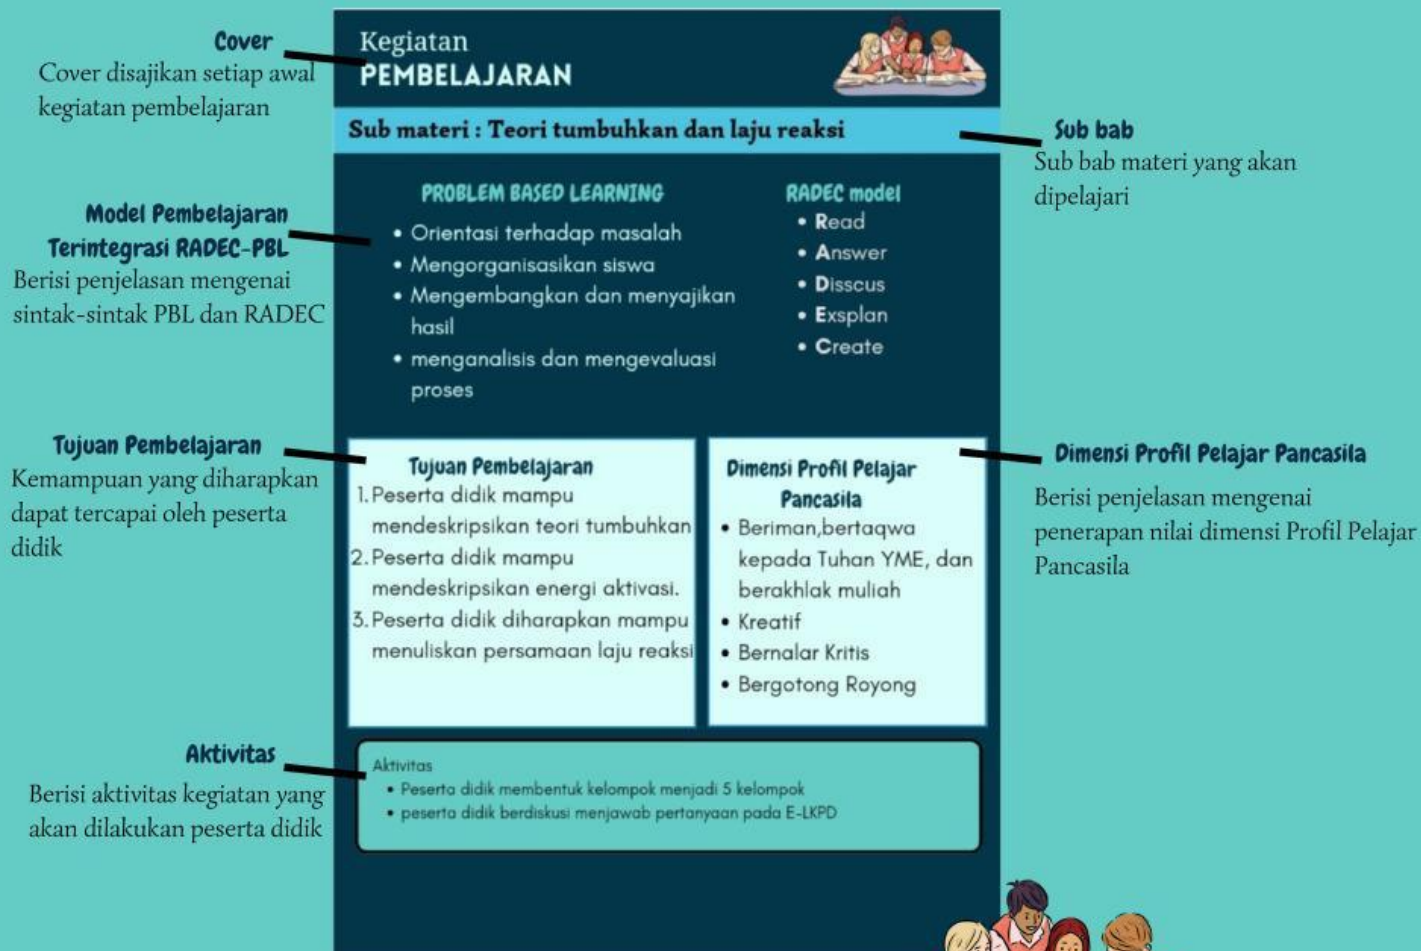 Cover
Cover disajikan setiap awal
kegiatan pembelajaran
Model Pembelajaran
Terintegrasi RADEC-PBL
Berisi penjelasan mengenai
sintak-sintak PBL dan RADEC
Tujuan Pembelajaran
Kemampuan yang diharapkan
dapat tercapai oleh peserta
didik
Aktivitas
Berisi aktivitas kegiatan yang
akan dilakukan peserta didik
Kegiatan
PEMBELAJARAN
Sub materi : Teori tumbuhkan dan laju reaksi
PROBLEM BASED LEARNING
• Orientasi terhadap masalah
• Mengorganisasikan siswa
• Mengembangkan dan menyajikan
hasil
• menganalisis dan mengevaluasi
proses
RADEC model
• Read
• Answer
• Disscus
• Exsplan
• Create
Tujuan Pembelajaran
1. Peserta didik mampu
mendeskripsikan teori tumbuhkan
2. Peserta didik mampu
mendeskripsikan energi aktivasi.
3. Peserta didik diharapkan mampu
menuliskan persamaan laju reaksi
Dimensi Profil Pelajar
Pancasila
• Beriman,bertaqwa
kepada Tuhan YME, dan
berakhlak muliah
• Kreatif
• Bernalar Kritis
• Bergotong Royong
Aktivitas
• Peserta didik membentuk kelompok menjadi 5 kelompok
• peserta didik berdiskusi menjawab pertanyaan pada E-LKPD
Sub bab
Sub bab materi yang akan
dipelajari
Dimensi Profil Pelajar Pancasila
Berisi penjelasan mengenai
penerapan nilai dimensi Profil Pelajar
Pancasila